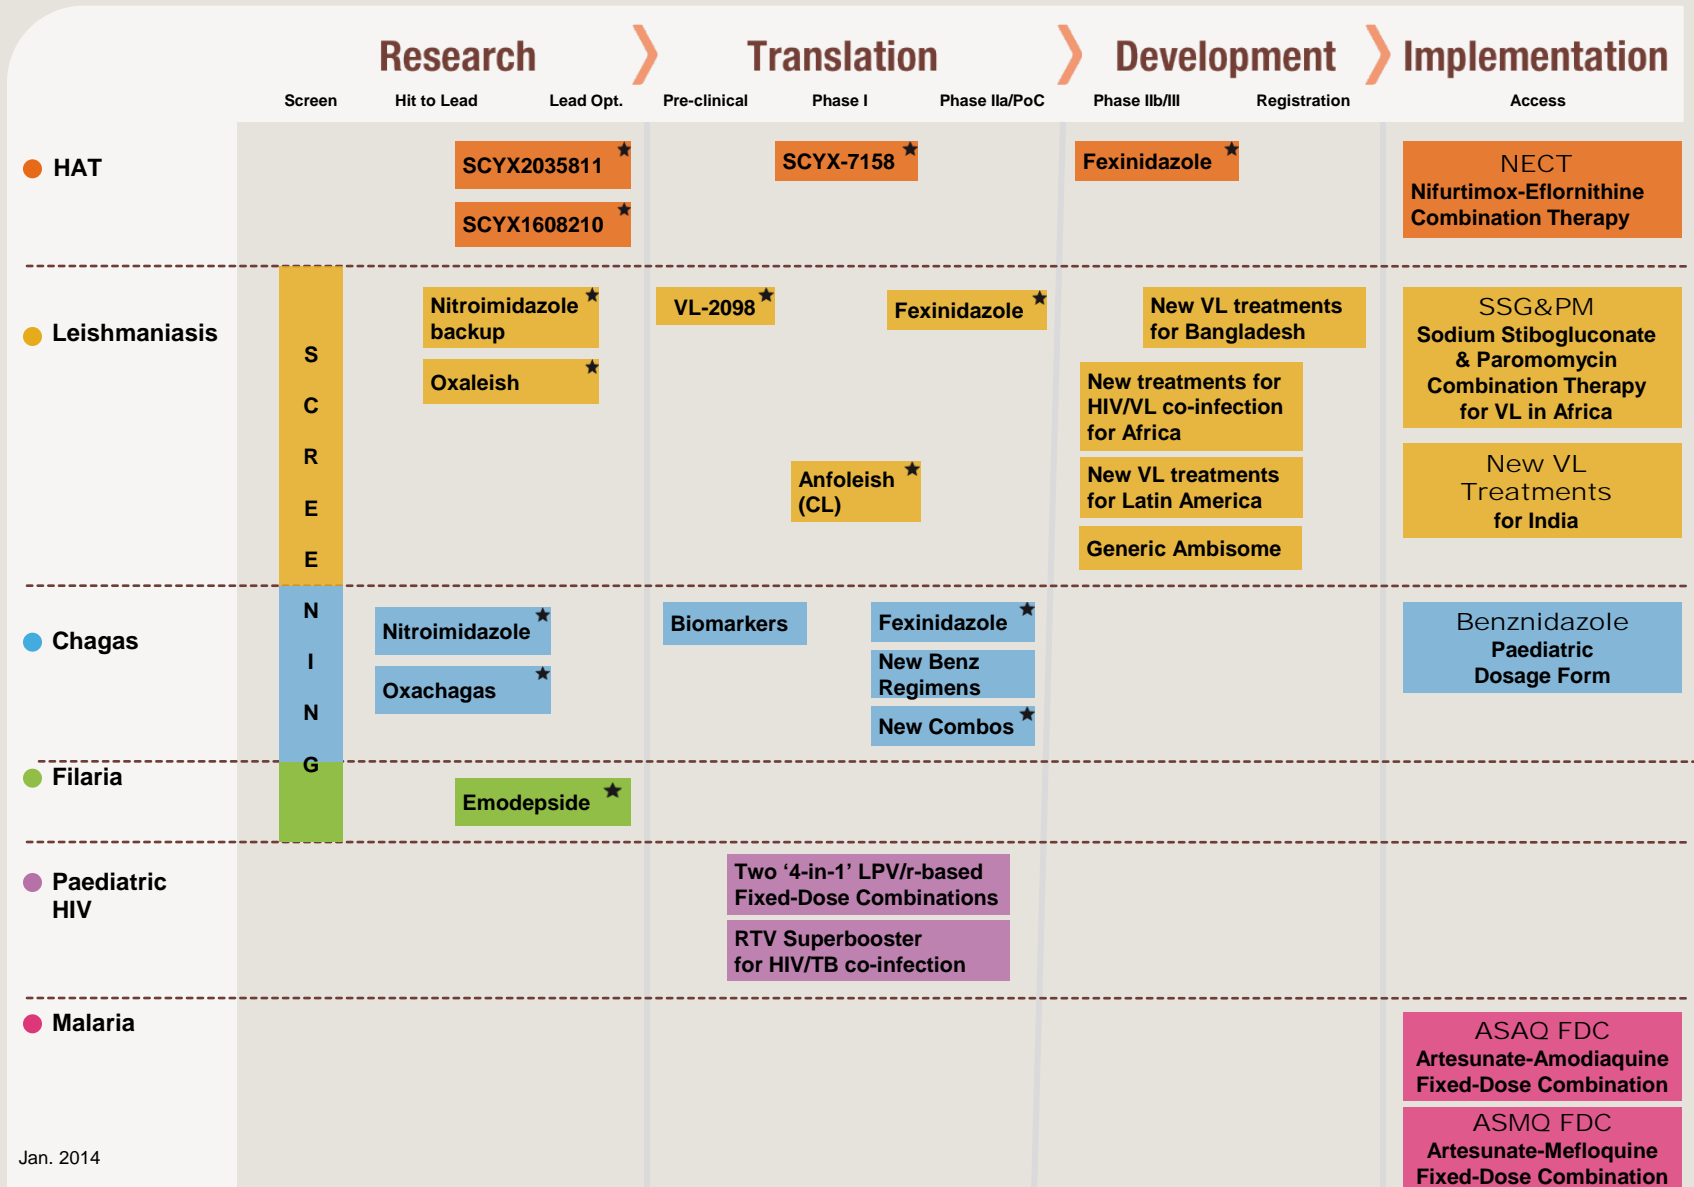 Research
Translation
Development
Implementation
Screen
Hit to Lead
Lead Opt.
Pre-clinical
Phase I
Phase IIa/PoC
Phase IIb/III
Registration
Access
HAT
SCYX2035811
SCYX1608210
SCYX-7158
Fexinidazole
NECT
Nifurtimox-Eflornithine
Combination Therapy
SCREENING
Leishmaniasis
Nitroimidazole
backup
Oxaleish
VL-2098
Fexinidazole
Anfoleish
(CL)
New VL treatments
for Bangladesh
New treatments for
HIV/VL co-infection
for Africa
New VL treatments
for Latin America
Generic Ambisome
SSG&PM
Sodium Stibogluconate
& Paromomycin
Combination Therapy
for VL in Africa
New VL
Treatments
for India
Chagas
Nitroimidazole
Oxachagas
Biomarkers
Fexinidazole
New Benz
Regimens
New Combos
Benznidazole
Paediatric
Dosage Form
Filaria
Emodepside
Paediatric
HIV
Two ‘4-in-1’ LPV/r-based
Fixed-Dose Combinations
RTV Superbooster
for HIV/TB co-infection
Malaria
ASAQ FDC
Artesunate-Amodiaquine
Fixed-Dose Combination
ASMQ FDC
Artesunate-Mefloquine
Fixed-Dose Combination
Jan. 2014